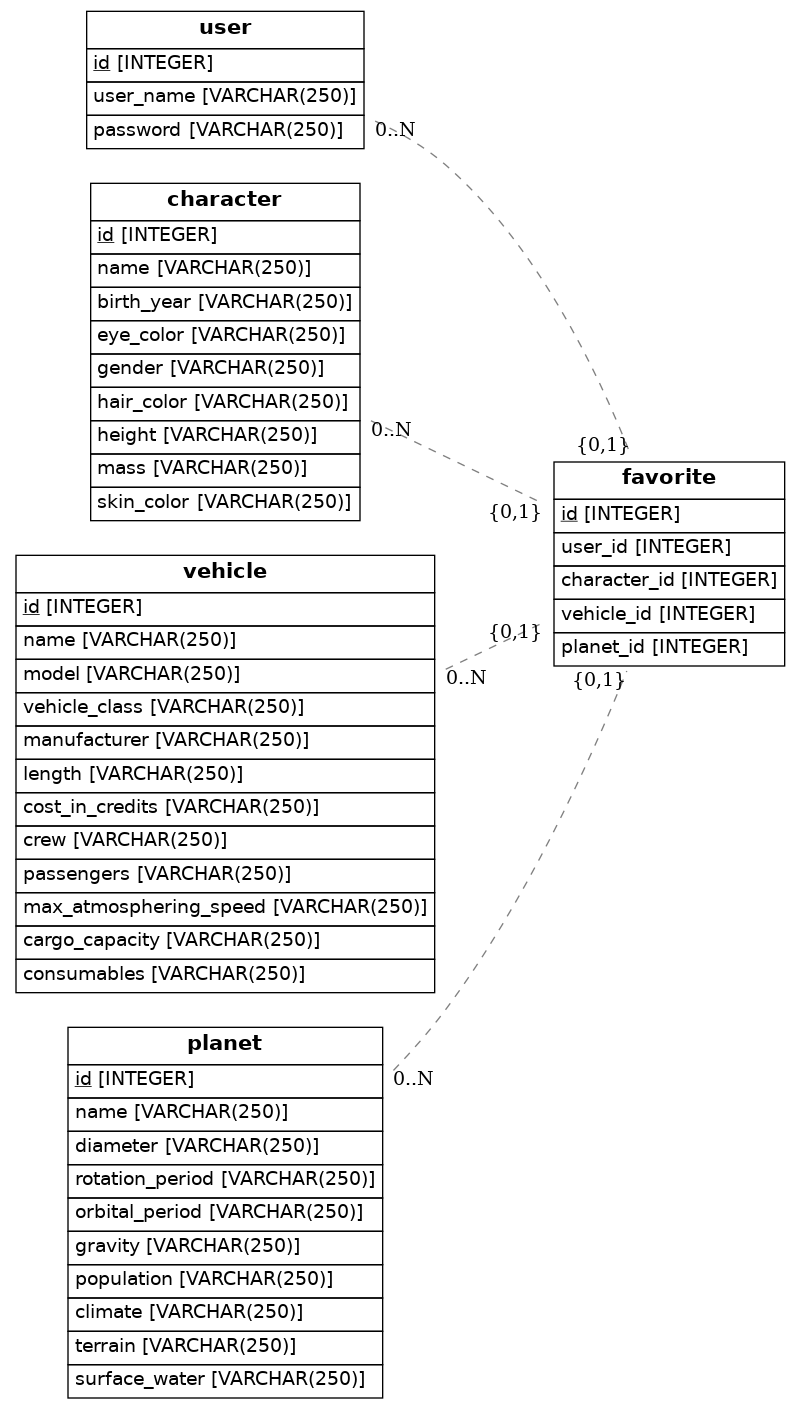 user
id [INTEGER]
user_name [VARCHAR(250)]
password [VARCHAR(250)]
0..N
character
id [INTEGER]
name [VARCHAR(250)]
birth_year [VARCHAR(250)]
eye_color [VARCHAR(250)]
gender [VARCHAR(250)]
hair_color [VARCHAR(250)]
height [VARCHAR(250)]
mass [VARCHAR(250)]
skin_color [VARCHAR(250)]
0..N
{0,1}
{0,1}
favorite
id [INTEGER]
user_id [INTEGER]
character_id [INTEGER]
vehicle_id [INTEGER]
planet_id [INTEGER]
{0,1}
{0,1}
vehicle
id [INTEGER]
name [VARCHAR(250)]
model [VARCHAR(250)]
vehicle_class [VARCHAR(250)]
manufacturer [VARCHAR(250)]
length [VARCHAR(250)]
cost_in_credits [VARCHAR(250)]
crew [VARCHAR(250)]
passengers [VARCHAR(250)]
max_atmosphering_speed [VARCHAR(250)]
cargo_capacity [VARCHAR(250)]
consumables [VARCHAR(250)]
0..N
planet
id [INTEGER]
name [VARCHAR(250)]
diameter [VARCHAR(250)]
rotation_period [VARCHAR(250)]
orbital_period [VARCHAR(250)]
gravity [VARCHAR(250)]
population [VARCHAR(250)]
climate [VARCHAR(250)]
terrain [VARCHAR(250)]
surface_water [VARCHAR(250)]
0..N